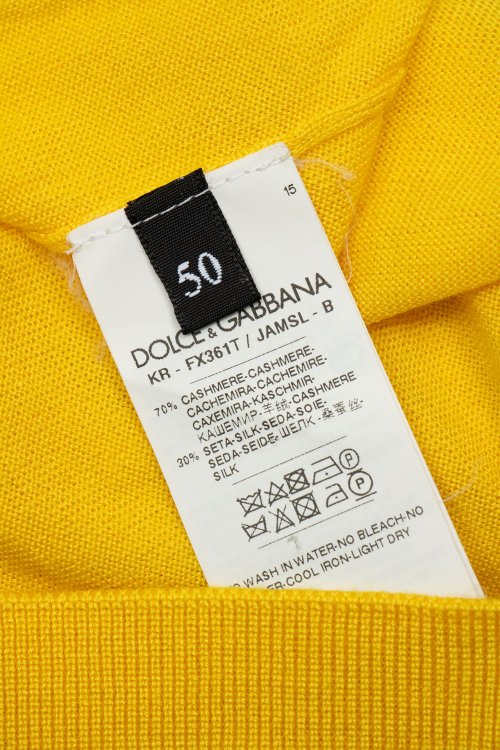 15
50
DOLCE & GABBANA
KR - FX361T / JAMSL - B
70% CASHMERE-CASHMERE-
CACHEMIRA-CACHEMIRE-
CAXEMIRA-KASCHMIR-
КАШЕМИР-羊绒-CASHMERE
30% SETA-SILK-SEDA-SOIE-
SEDA-SEIDE-ШЕЛК -桑蚕丝-
SILK
P
P
WASH IN WATER-NO BLEACH-NO
-COOL IRON-LIGHT DRY